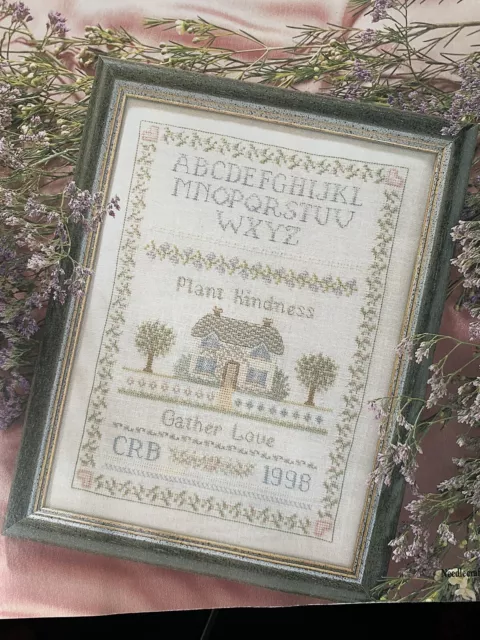 ABCDEFGHIJKL
MNOPQRSTUV
WXYZ
Plant Kindness
Gather Love
CRB 1998